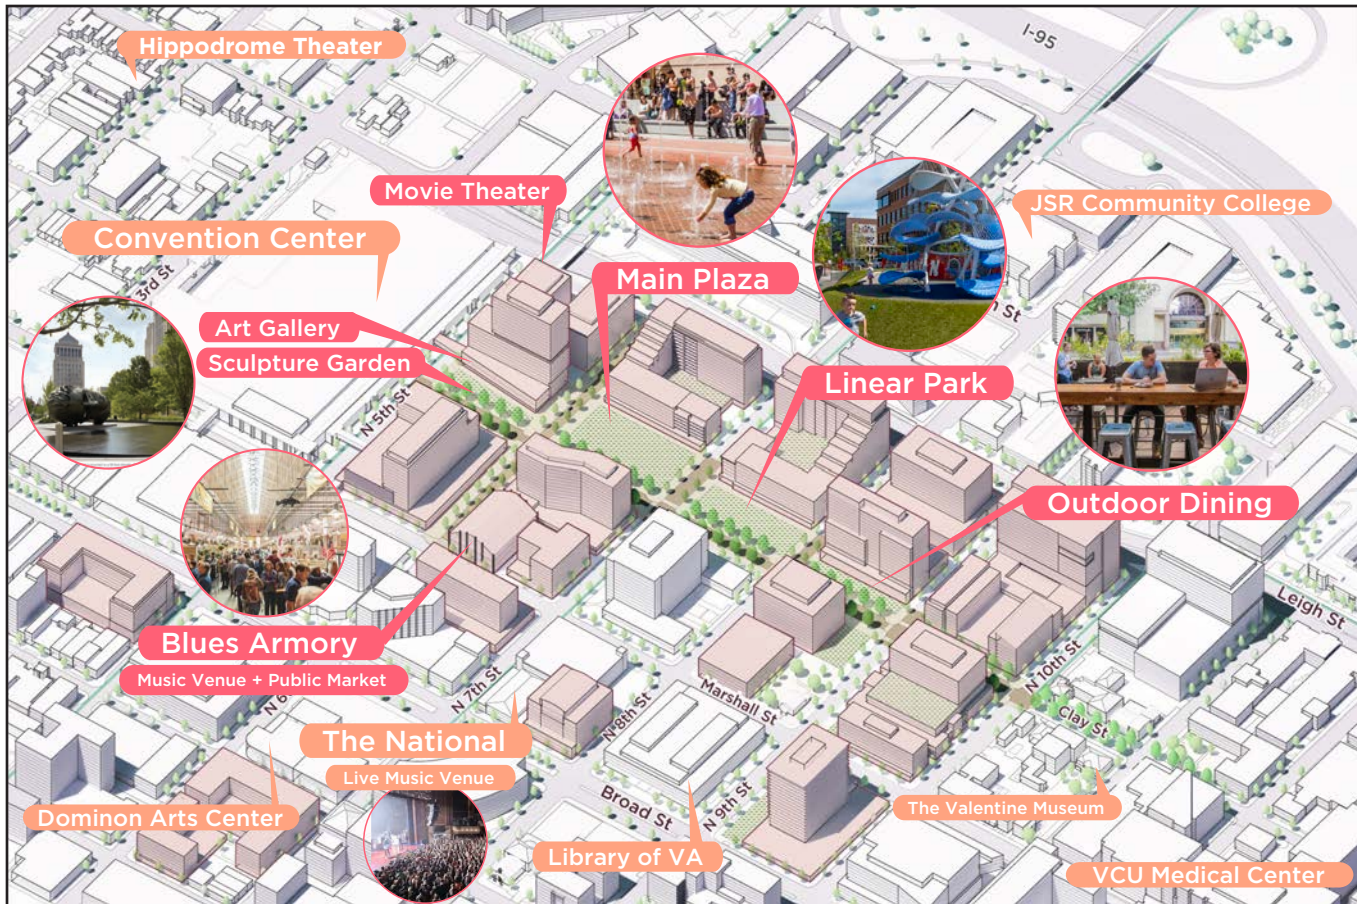 Hippodrome Theater
I-95
Movie Theater
JSR Community College
Convention Center
3rd St
Main Plaza
St
Art Gallery
Sculpture Garden
Linear Park
N 5th St
Outdoor Dining
Leigh St
Blues Armory
Music Venue + Public Market
N 6
N 7th St
N 8th St
Marshall St
N 10th St
Clay St
The National
Live Music Venue
Broad St
N 9th St
The Valentine Museum
Dominon Arts Center
Library of VA
VCU Medical Center